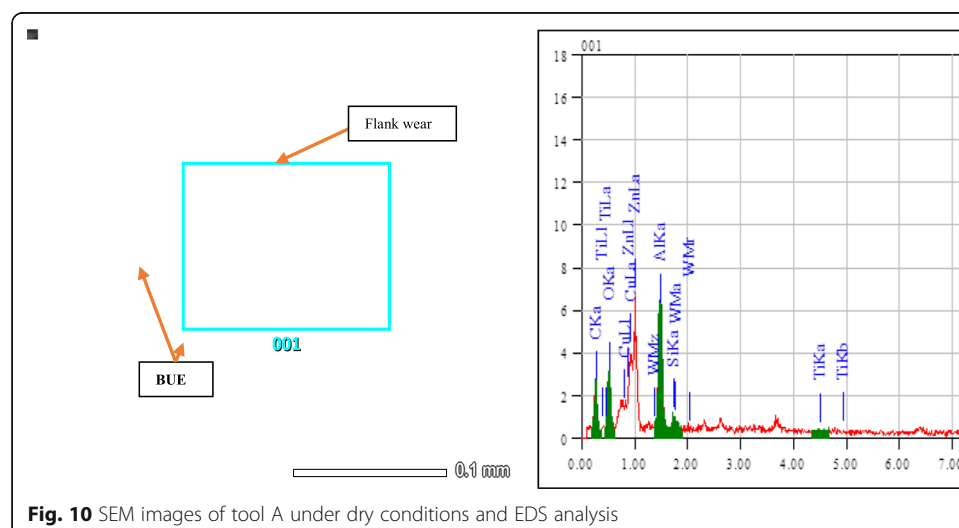 Flank wear
001
BUE
0.1 mm
001
18
16
14
12
10
8
6
4
2
0
CKa
OKa
TiLl
TiLa
CuLl
CuLa
ZnLl
ZnLa
WMz
AlKa
SiKa
WMa
WMr
TiKa
TiKb
0.00 1.00 2.00 3.00 4.00 5.00 6.00 7.00
Fig. 10 SEM images of tool A under dry conditions and EDS analysis